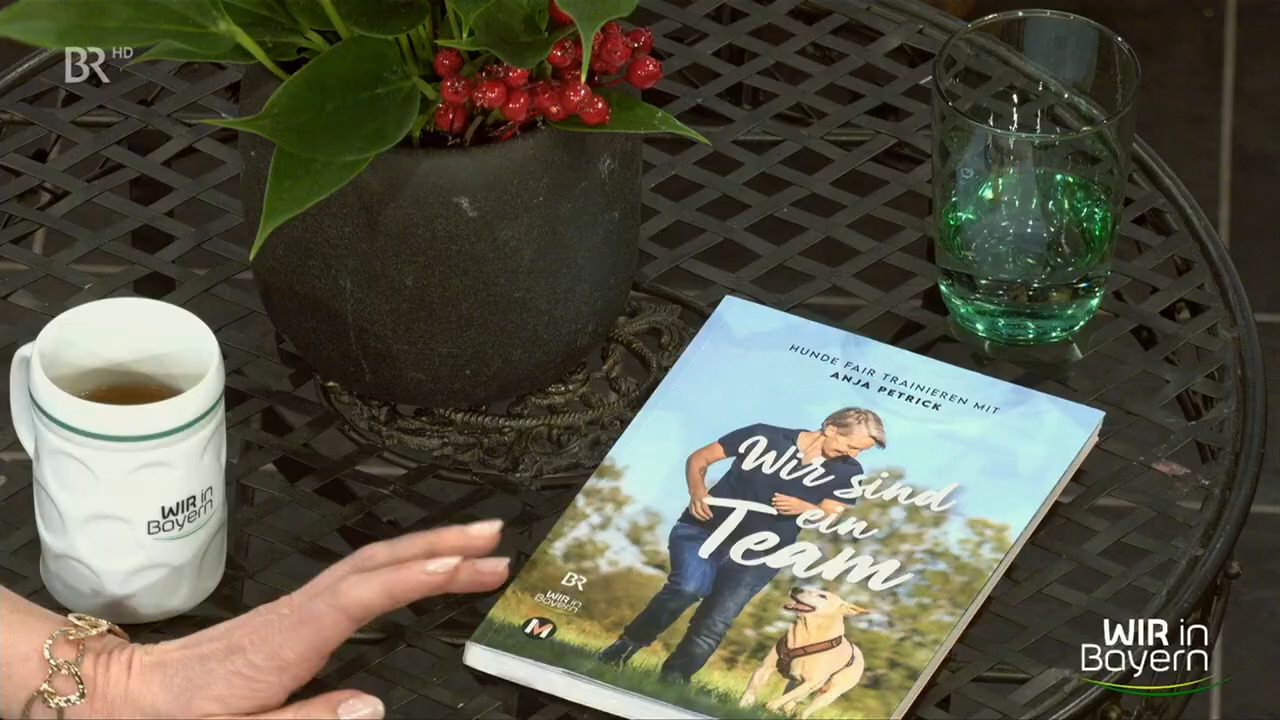 BR HD
HUNDE FAIR TRAINIEREN MIT
ANJA PETRICK
Wir sind
ein
Team
BR
WIR in
Bayern
M
WIR in
Bayern
WIR in
Bayern